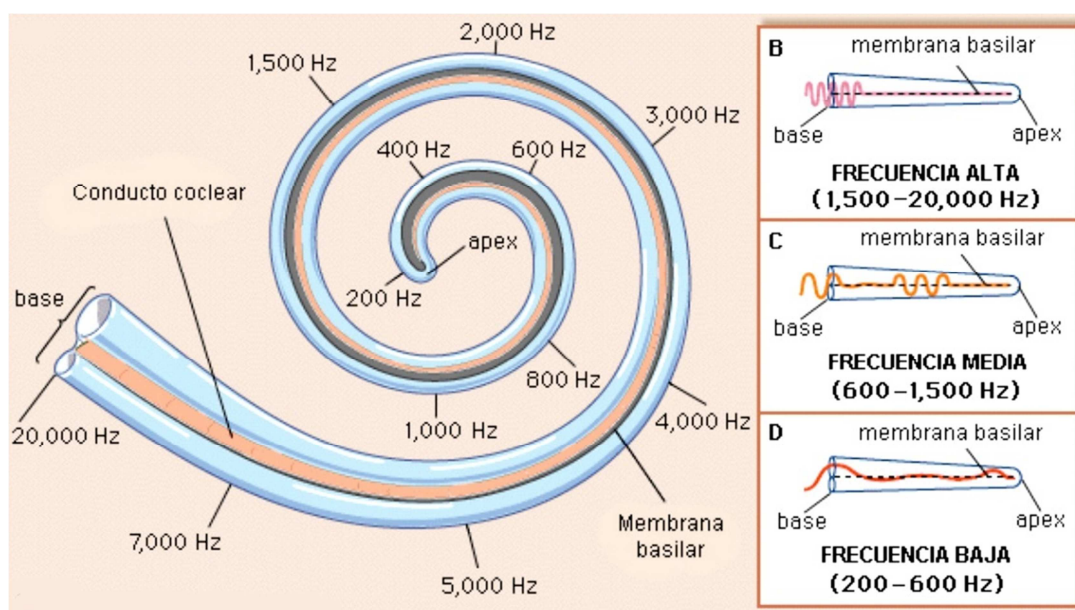 2,000 Hz
1,500 Hz
3,000 Hz
400 Hz
600 Hz
Conducto coclear
apex
200 Hz
base
800 Hz
20,000 Hz
1,000 Hz
4,000 Hz
7,000 Hz
Membrana
basilar
5,000 Hz
B
membrana basilar
base
apex
FRECUENCIA ALTA
(1,500–20,000 Hz)
C
membrana basilar
base
apex
FRECUENCIA MEDIA
(600–1,500 Hz)
D
membrana basilar
base
apex
FRECUENCIA BAJA
(200–600 Hz)